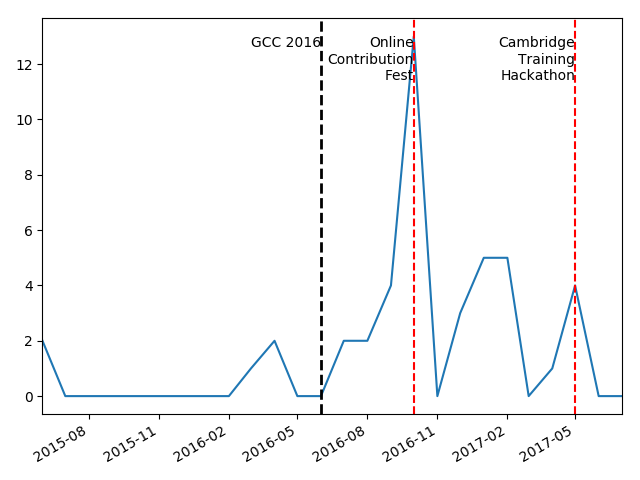 GCC 2016
Online
Contribution
Fest
Cambridge
Training
Hackathon
12
10
8
6
4
2
0
2015-08
2015-11
2016-02
2016-05
2016-08
2016-11
2017-02
2017-05